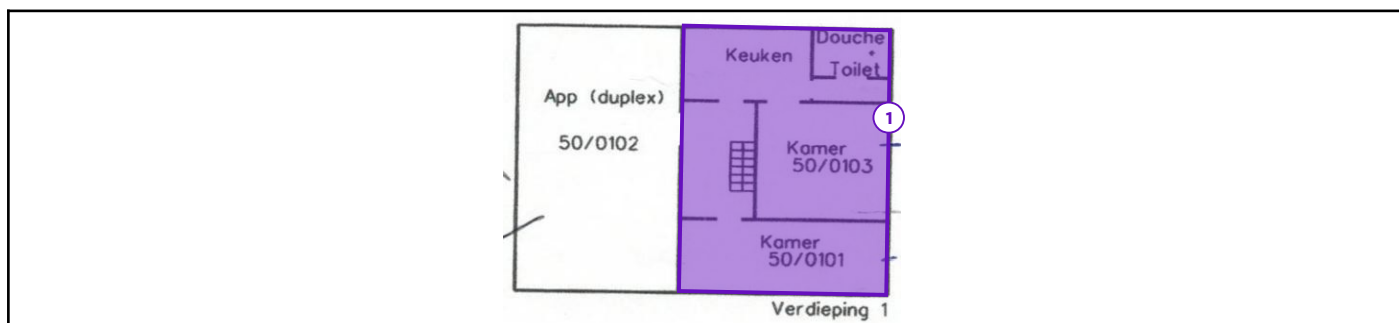 Keuken
Douche
+
Toilet
App (duplex)
50/0102
1
Kamer
50/0103
Kamer
50/0101
Verdieping 1